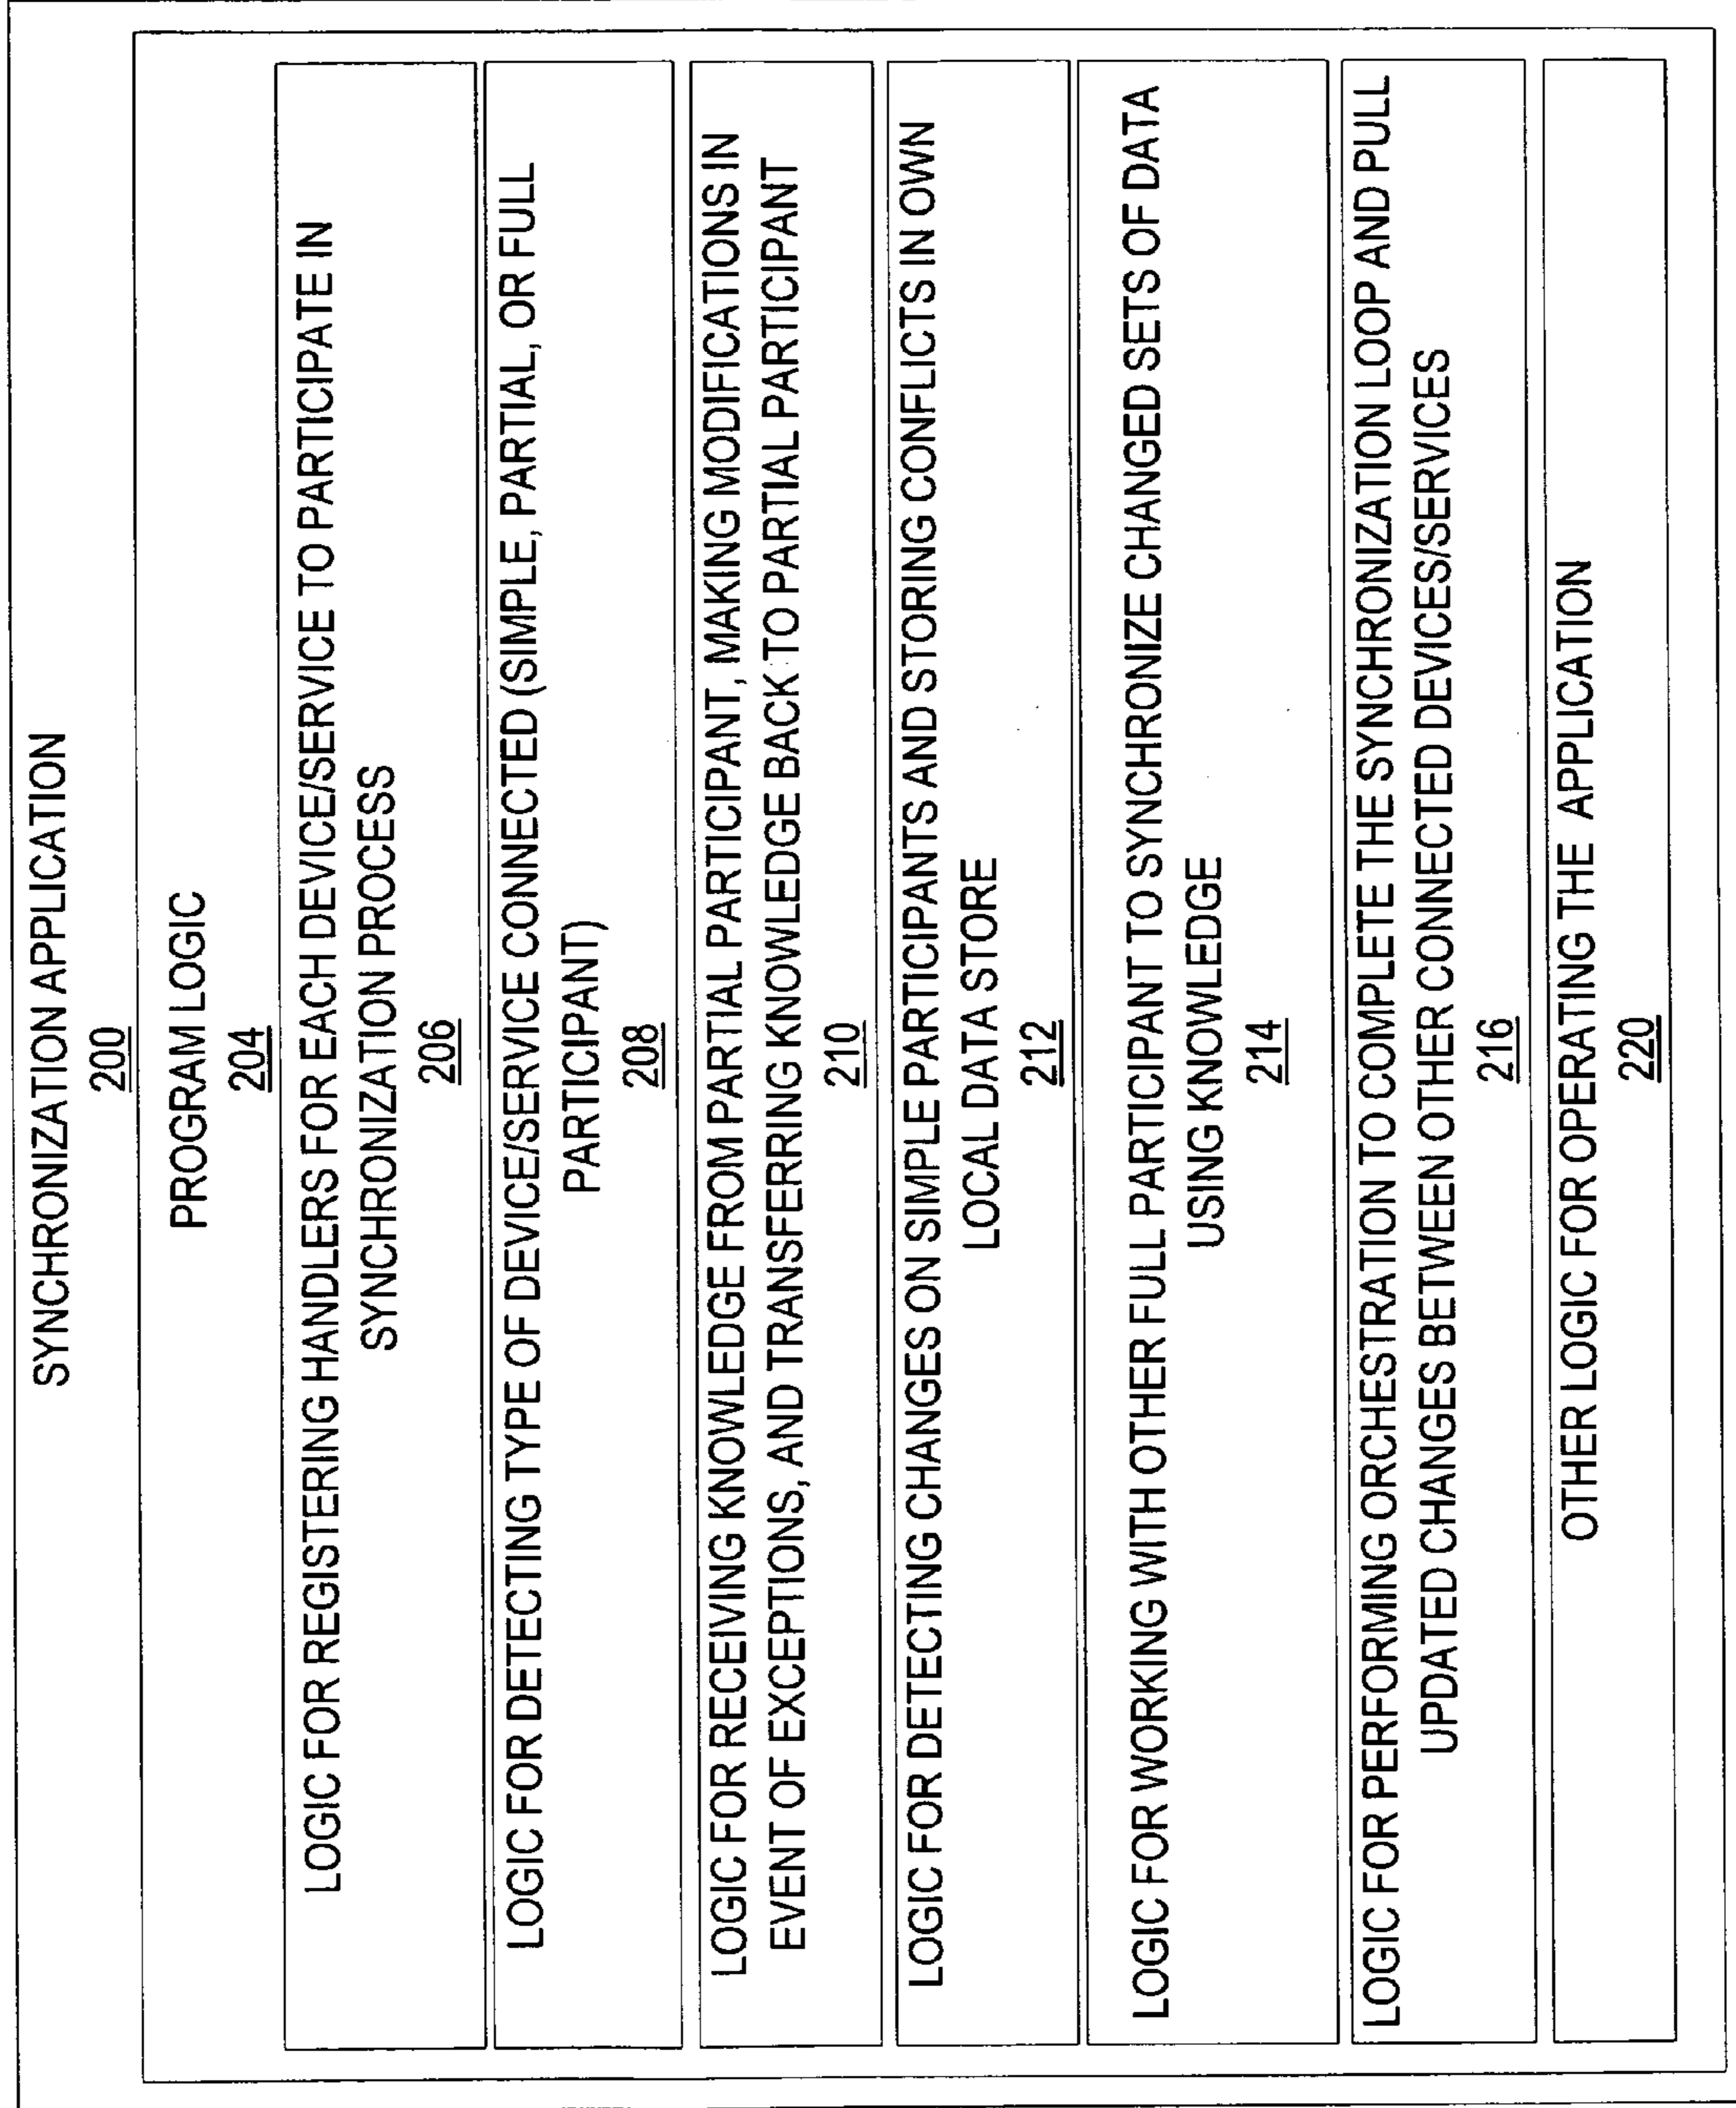 SYNCHRONIZATION APPLICATION
200
PROGRAM LOGIC
204
LOGIC FOR REGISTERING HANDLERS FOR EACH DEVICE/SERVICE TO PARTICIPATE IN
SYNCHRONIZATION PROCESS
206
LOGIC FOR DETECTING TYPE OF DEVICE/SERVICE CONNECTED (SIMPLE, PARTIAL, OR FULL
PARTICIPANT)
208
LOGIC FOR RECEIVING KNOWLEDGE FROM PARTIAL PARTICIPANT, MAKING MODIFICATIONS IN
EVENT OF EXCEPTIONS, AND TRANSFERRING KNOWLEDGE BACK TO PARTIAL PARTICIPANT
210
LOGIC FOR DETECTING CHANGES ON SIMPLE PARTICIPANTS AND STORING CONFLICTS IN OWN
LOCAL DATA STORE
212
LOGIC FOR WORKING WITH OTHER FULL PARTICIPANT TO SYNCHRONIZE CHANGED SETS OF DATA
USING KNOWLEDGE
214
LOGIC FOR PERFORMING ORCHESTRATION TO COMPLETE THE SYNCHRONIZATION LOOP AND PULL
UPDATED CHANGES BETWEEN OTHER CONNECTED DEVICES/SERVICES
216
OTHER LOGIC FOR OPERATING THE APPLICATION
220